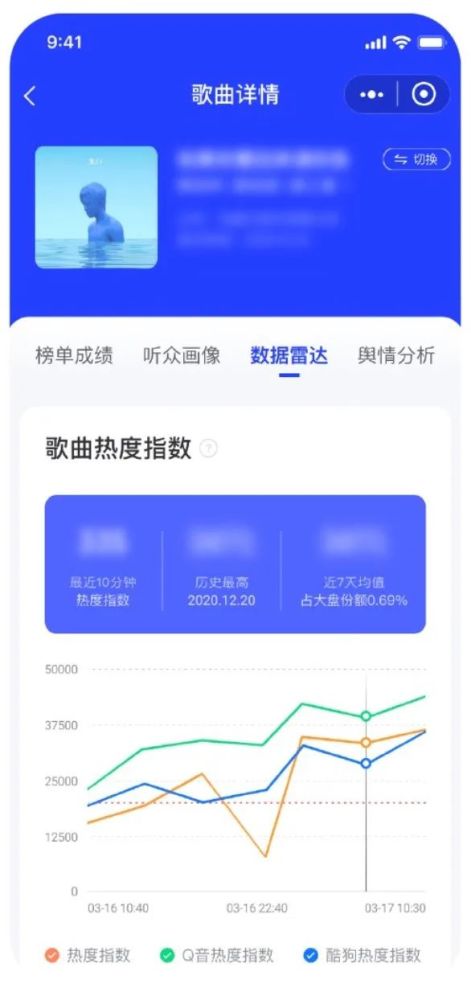 9:41
歌曲详情
切换
榜单成绩 听众画像 数据雷达 舆情分析
歌曲热度指数 ?
最近10分钟 历史最高 近7天均值
热度指数 2020.12.20 占大盘份额0.69%
50000
37500
25000
12500
0
03-16 10:40 03-16 22:40 03-17 10:30
热度指数 Q音热度指数 酷狗热度指数